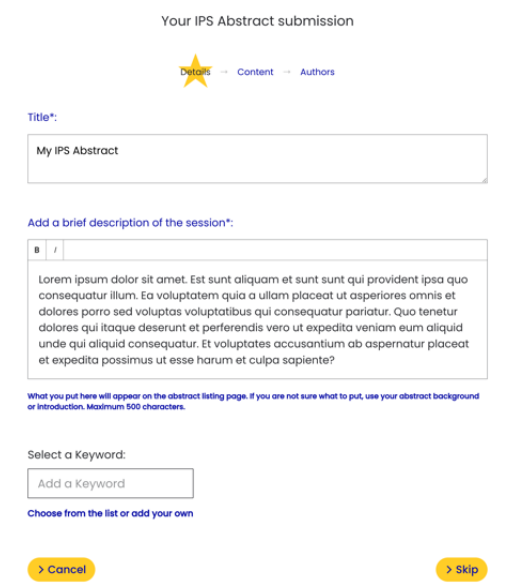 Your IPS Abstract submission
Details → Content → Authors
Title*:
My IPS Abstract
Add a brief description of the session*:
B I
Lorem ipsum dolor sit amet. Est sunt aliquam et sunt sunt qui provident ipsa quo
consequatur illum. Ea voluptatem quia a ullam placeat ut asperiores omnis et
dolores porro sed voluptas voluptatibus qui consequatur pariatur. Quo tenetur
dolores qui itaque deserunt et perferendis vero ut expedita veniam eum aliquid
unde qui aliquid consequatur. Et voluptates accusantium ab aspernatur placeat
et expedita possimus ut esse harum et culpa sapiente?
What you put here will appear on the abstract listing page. If you are not sure what to put, use your abstract background
or introduction. Maximum 500 characters.
Select a Keyword:
Add a Keyword
Choose from the list or add your own
> Cancel
> Skip